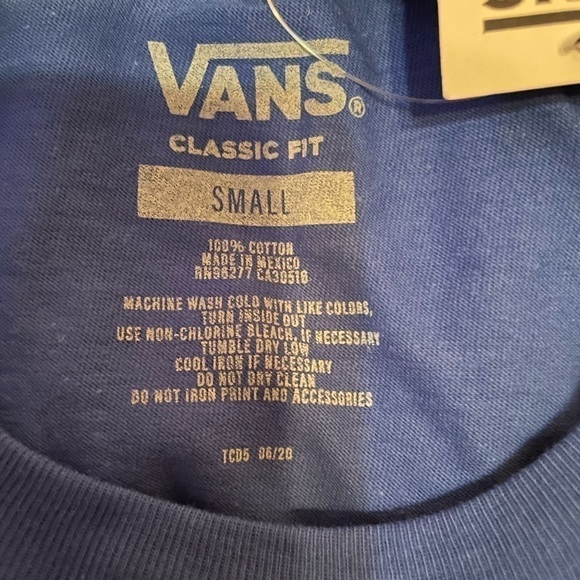 VANS®
CLASSIC FIT
SMALL
100% COTTON
MADE IN MEXICO
RN96277 CA30516
MACHINE WASH COLD WITH LIKE COLORS,
TURN INSIDE OUT
USE NON-CHLORINE BLEACH, IF NECESSARY
TUMBLE DRY LOW
COOL IRON IF NECESSARY
DO NOT DRY CLEAN
DO NOT IRON PRINT AND ACCESSORIES
TCD5 06/20